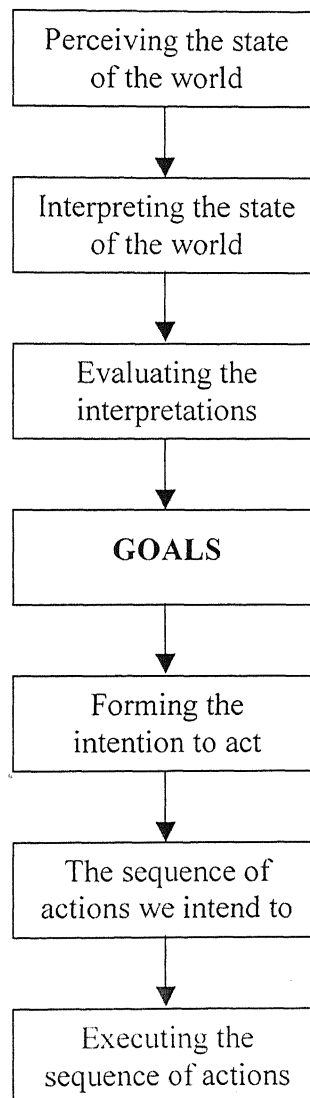 Perceiving the state
of the world
Interpreting the state
of the world
Evaluating the
interpretations
GOALS
Forming the
intention to act
The sequence of
actions we intend to
Executing the
sequence of actions